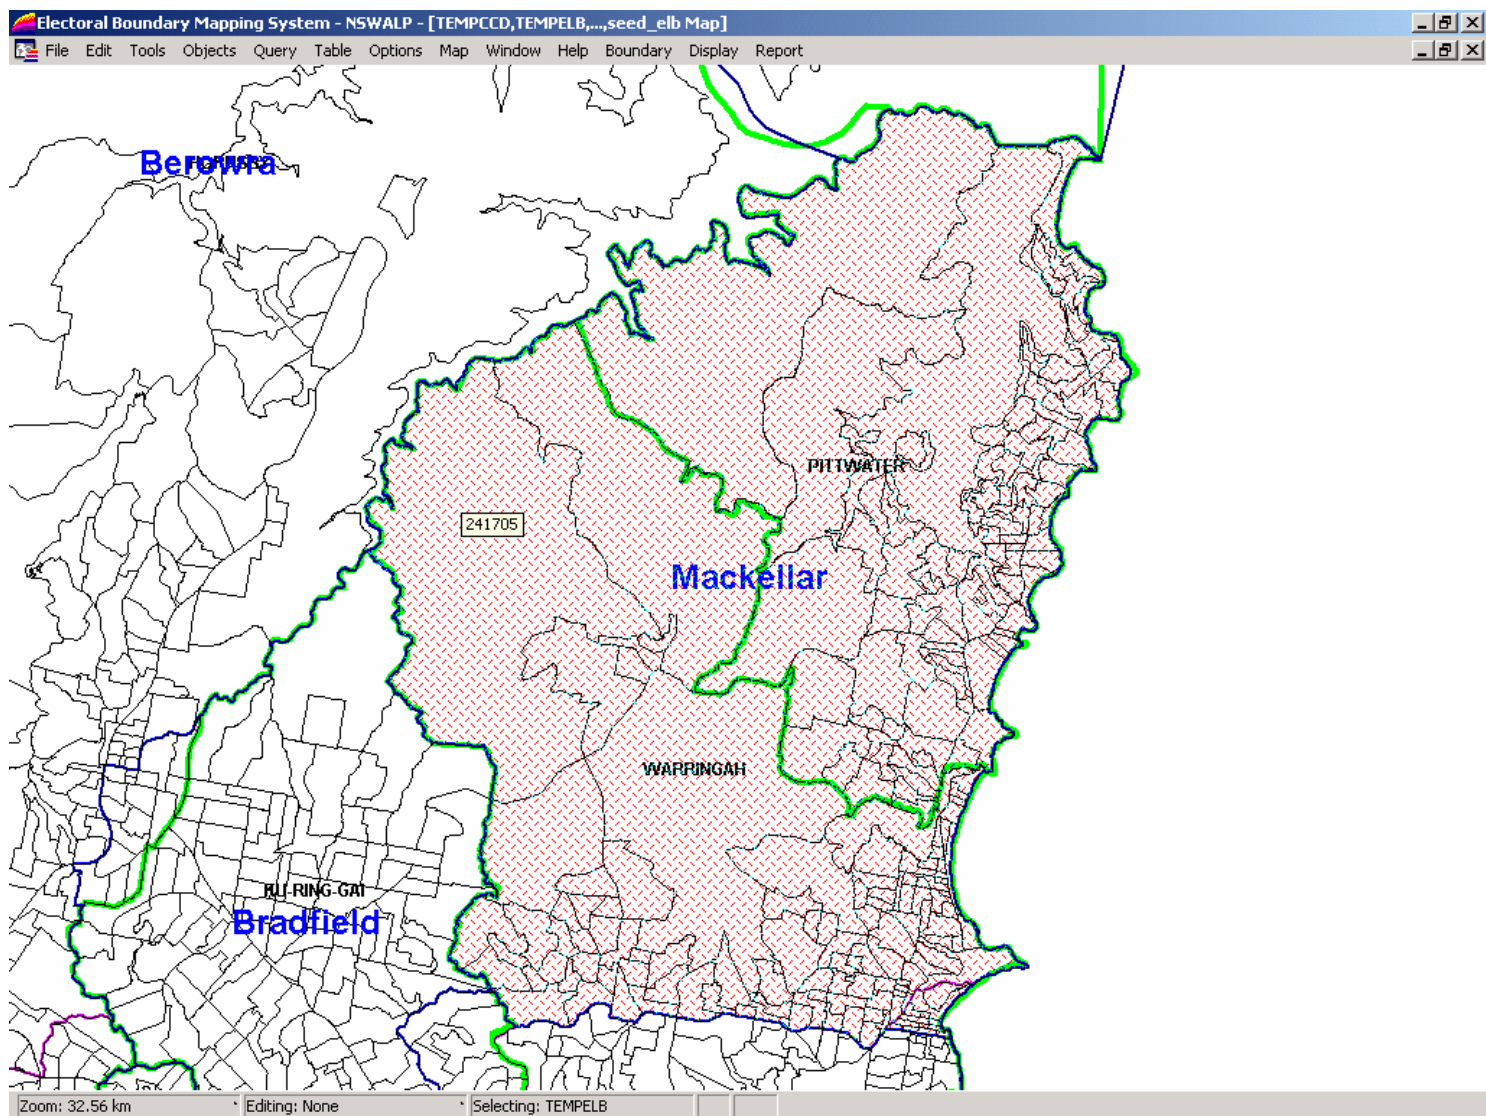 Electoral Boundary Mapping System - NSWALP - [TEMPCCD,TEMPELB,...,seed_elb Map]
File Edit Tools Objects Query Table Options Map Window Help Boundary Display Report
Berowra
PITTWATER
241705
Mackellar
WARRINGAH
KU-RING-GAI
Bradfield
Zoom: 32.56 km Editing: None Selecting: TEMPELB